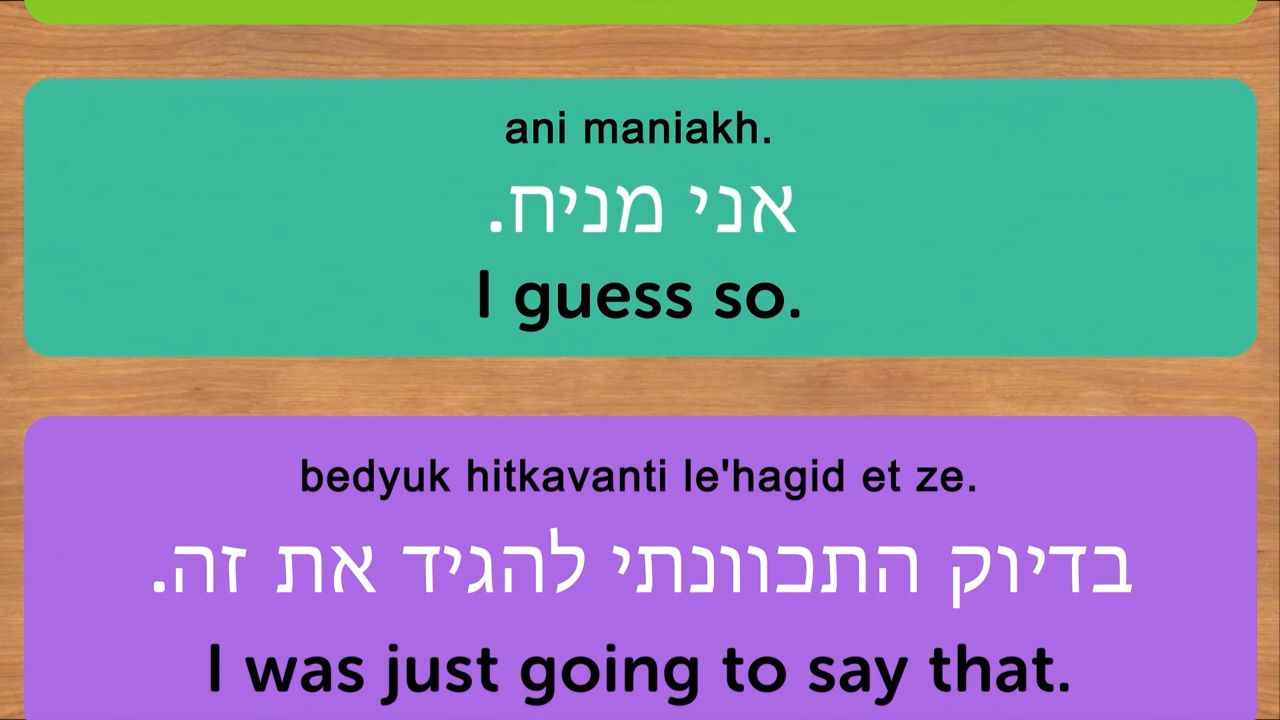 ani maniakh.
אני מניח.
I guess so.
bedyuk hitkavanti le'hagid et ze.
בדיוק התכוונתי להגיד את זה.
I was just going to say that.